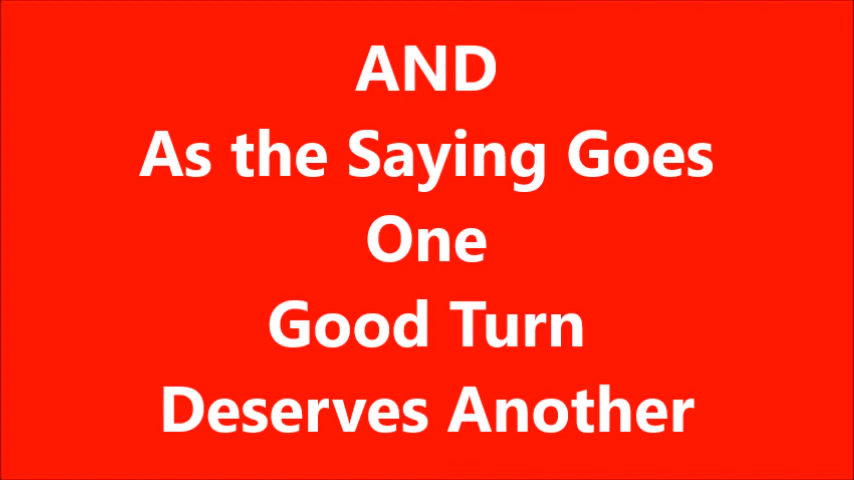 AND
As the Saying Goes
One
Good Turn
Deserves Another